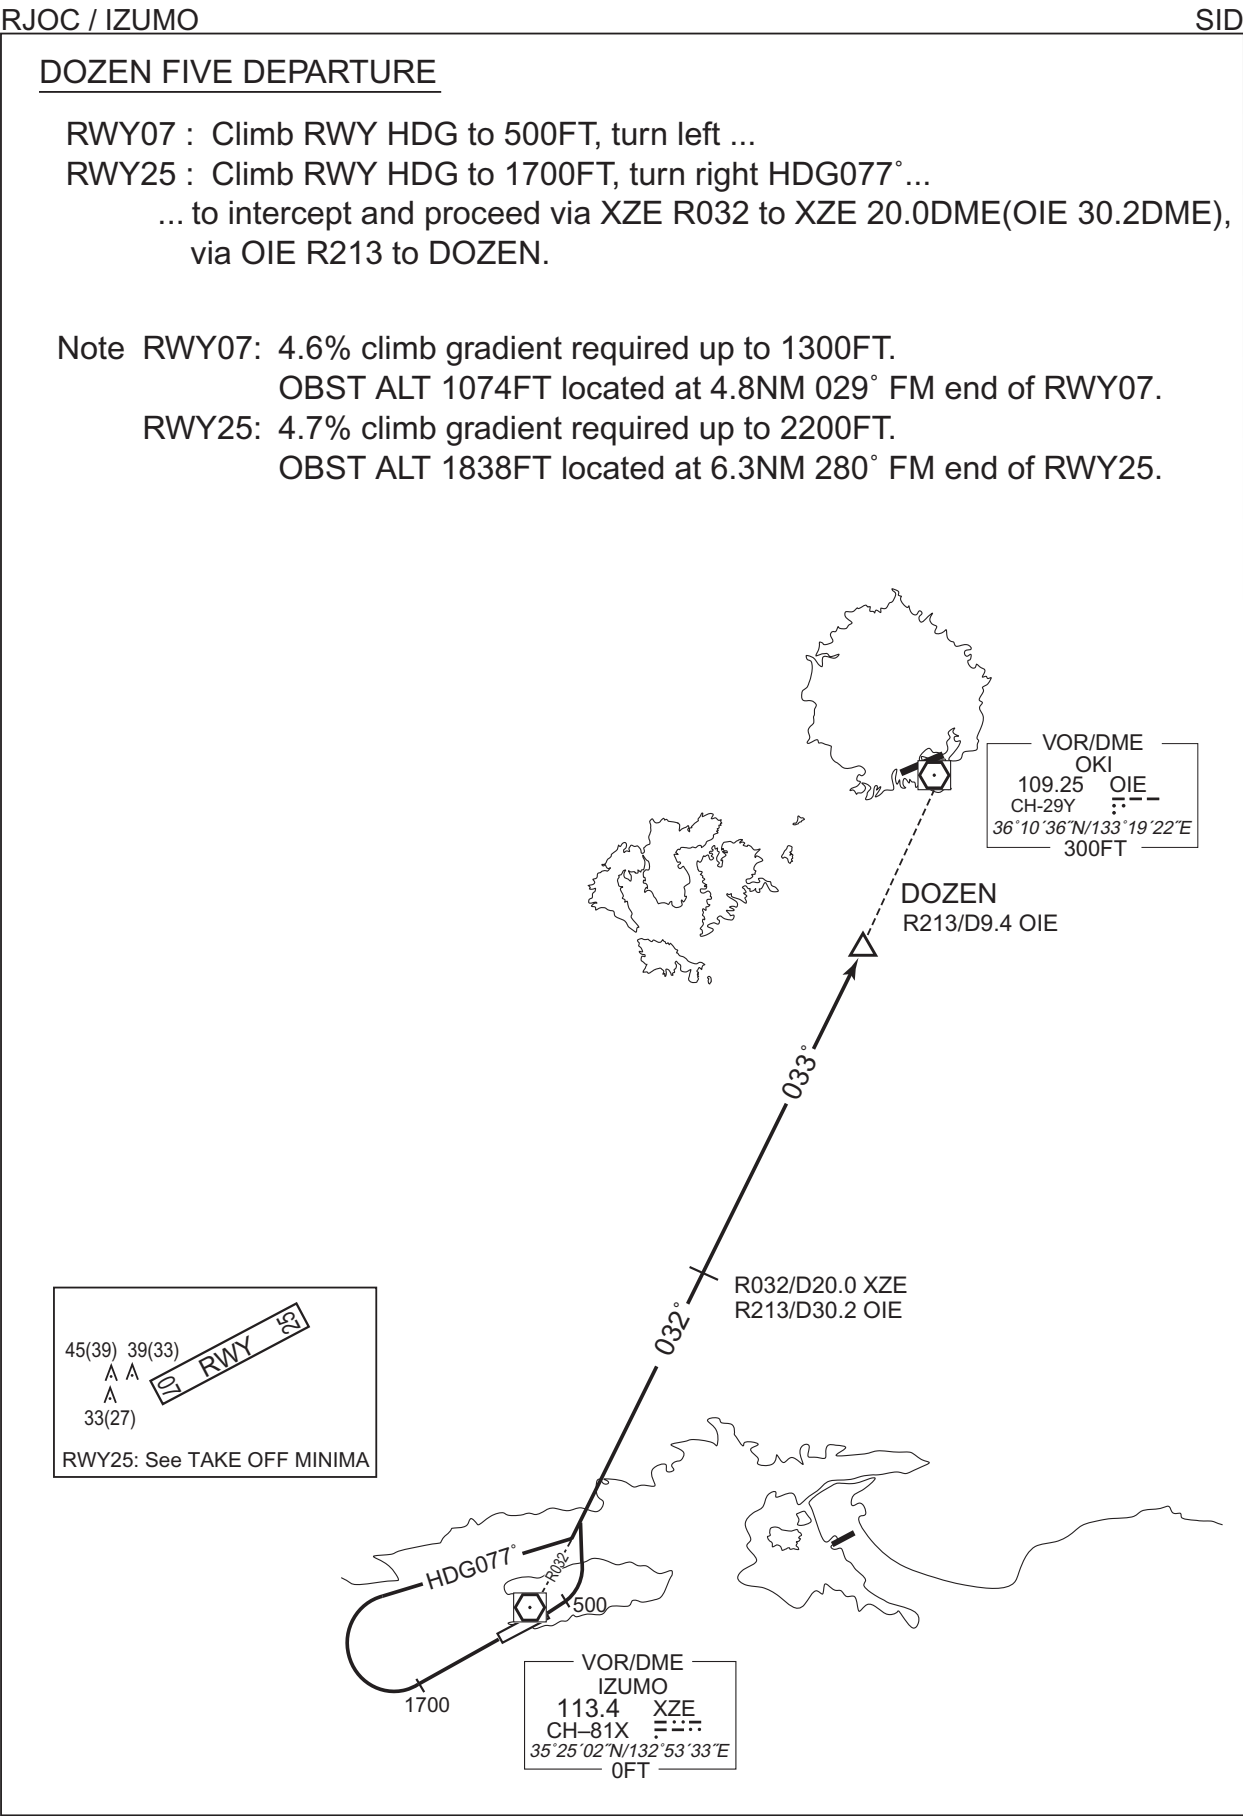 RJOC / IZUMO
SID
DOZEN FIVE DEPARTURE
RWY07 : Climb RWY HDG to 500FT, turn left ...
RWY25 : Climb RWY HDG to 1700FT, turn right HDG077˚...
... to intercept and proceed via XZE R032 to XZE 20.0DME(OIE 30.2DME),
via OIE R213 to DOZEN.
Note RWY07: 4.6% climb gradient required up to 1300FT.
OBST ALT 1074FT located at 4.8NM 029˚ FM end of RWY07.
RWY25: 4.7% climb gradient required up to 2200FT.
OBST ALT 1838FT located at 6.3NM 280˚ FM end of RWY25.
VOR/DME
OKI
109.25 OIE
CH-29Y
36˚10´36˝N/133˚19´22˝E
300FT
DOZEN
R213/D9.4 OIE
033˚
R032/D20.0 XZE
R213/D30.2 OIE
032˚
45(39) 39(33)
33(27)
07 RWY 25
RWY25: See TAKE OFF MINIMA
HDG077˚
R032
500
1700
VOR/DME
IZUMO
113.4 XZE
CH–81X
35˚25´02˝N/132˚53´33˝E
0FT